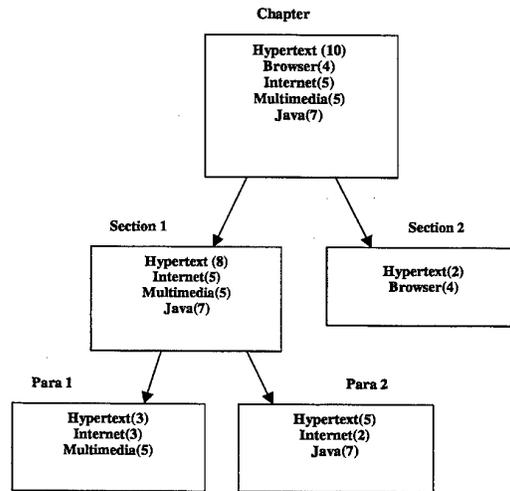 Chapter
Hypertext (10)
Browser(4)
Internet(5)
Multimedia(5)
Java(7)
Section 1
Hypertext (8)
Internet(5)
Multimedia(5)
Java(7)
Section 2
Hypertext(2)
Browser(4)
Para 1
Hypertext(3)
Internet(3)
Multimedia(5)
Para 2
Hypertext(5)
Internet(2)
Java(7)